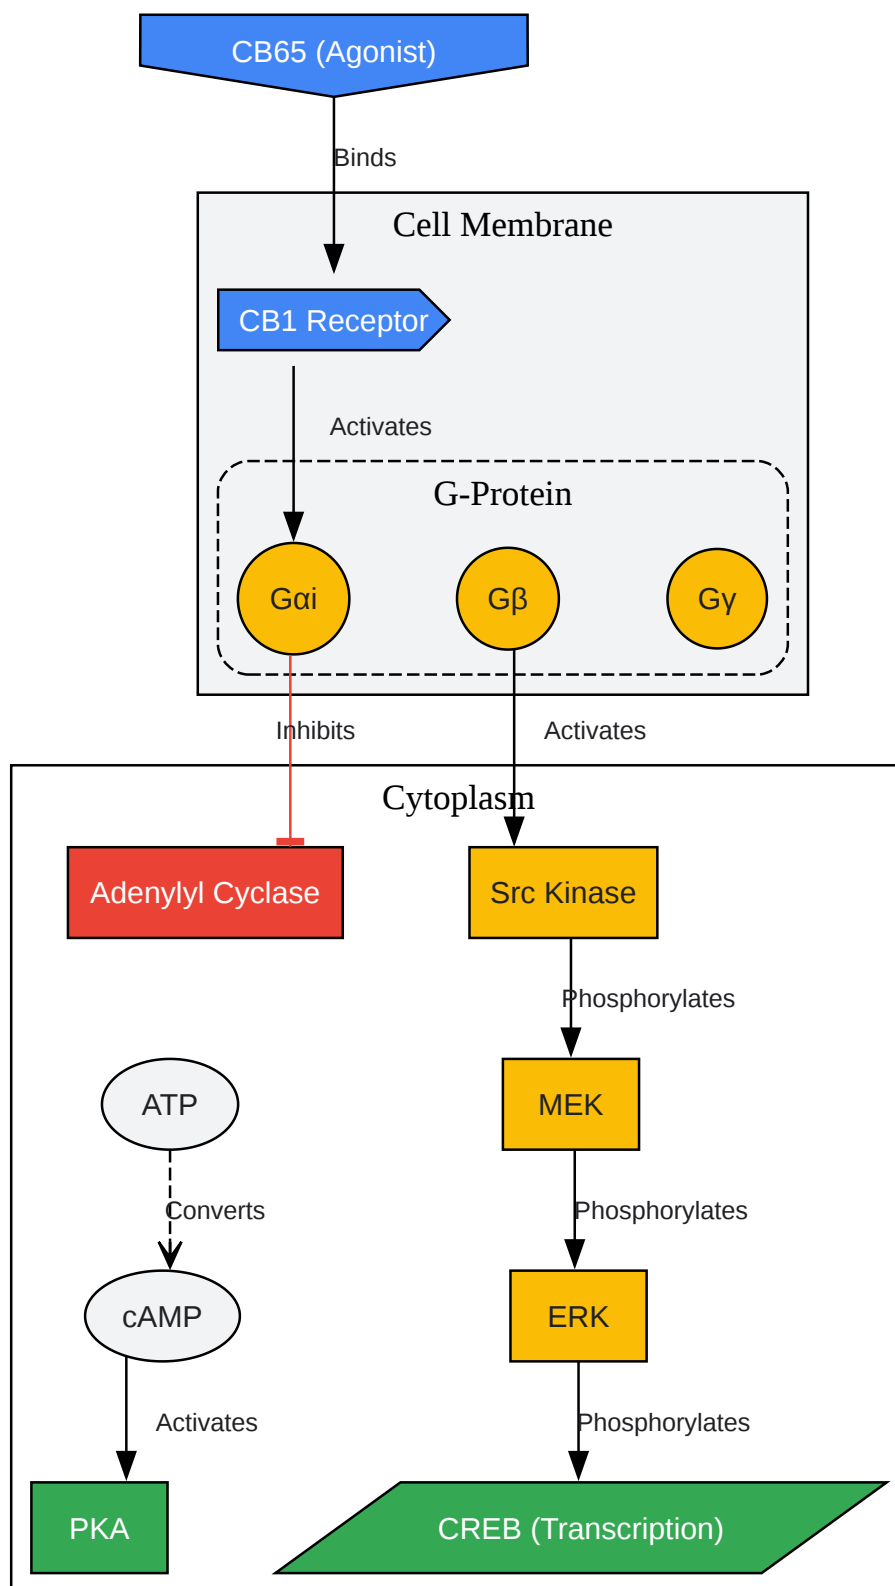 CB65 (Agonist)
Binds
Cell Membrane
CB1 Receptor
Activates
G-Protein
Gαi
Gβ
Gγ
Inhibits
Activates
Cytoplasm
Adenylyl Cyclase
Src Kinase
Phosphorylates
ATP
MEK
Converts
Phosphorylates
cAMP
ERK
Activates
Phosphorylates
PKA
CREB (Transcription)